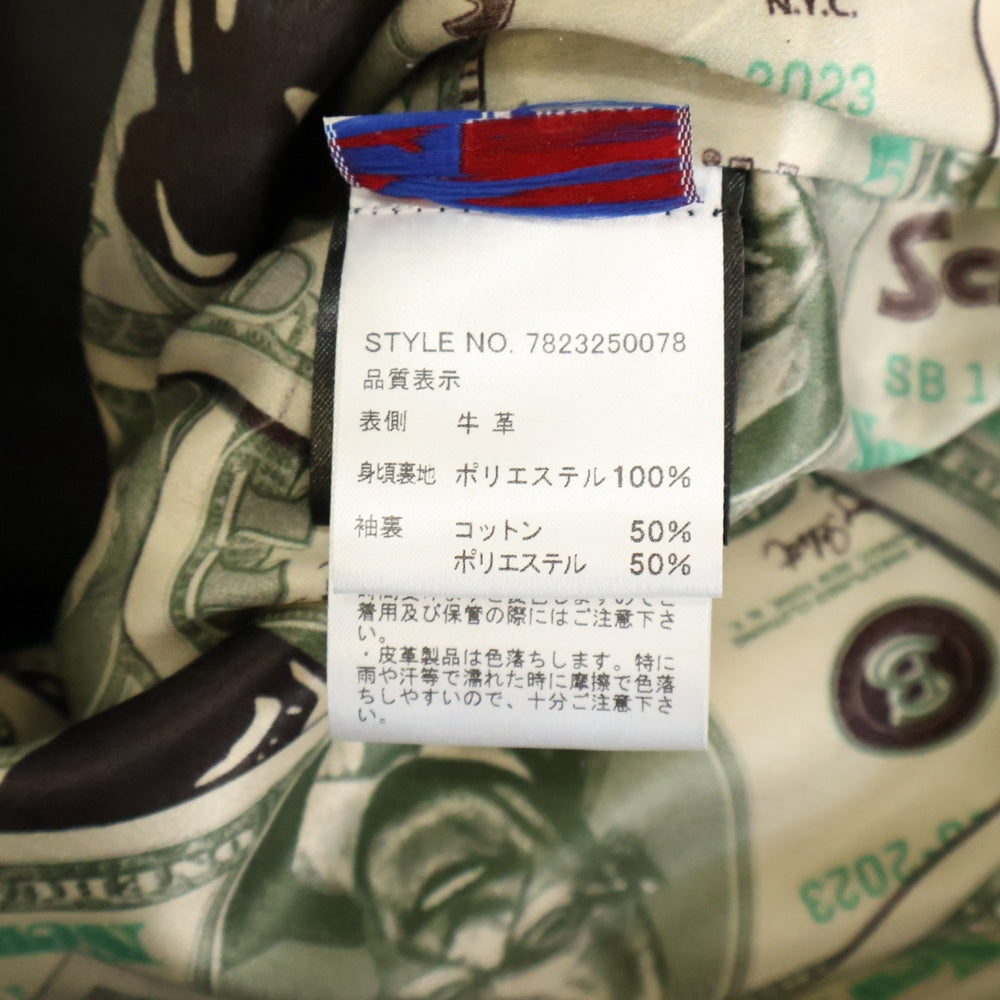 N.Y.C.
2023
Sc
SB 1
STYLE NO. 7823250078
品質表示
表側 牛革
身頃裏地 ポリエステル100%
袖裏 コットン 50%
ポリエステル 50%
着用及び保管の際にはご注意下さ
い。
・皮革製品は色落ちします。特に
雨や汗等で濡れた時に摩擦で色落
ちしやすいので、十分ご注意下さ
い。
B
2023